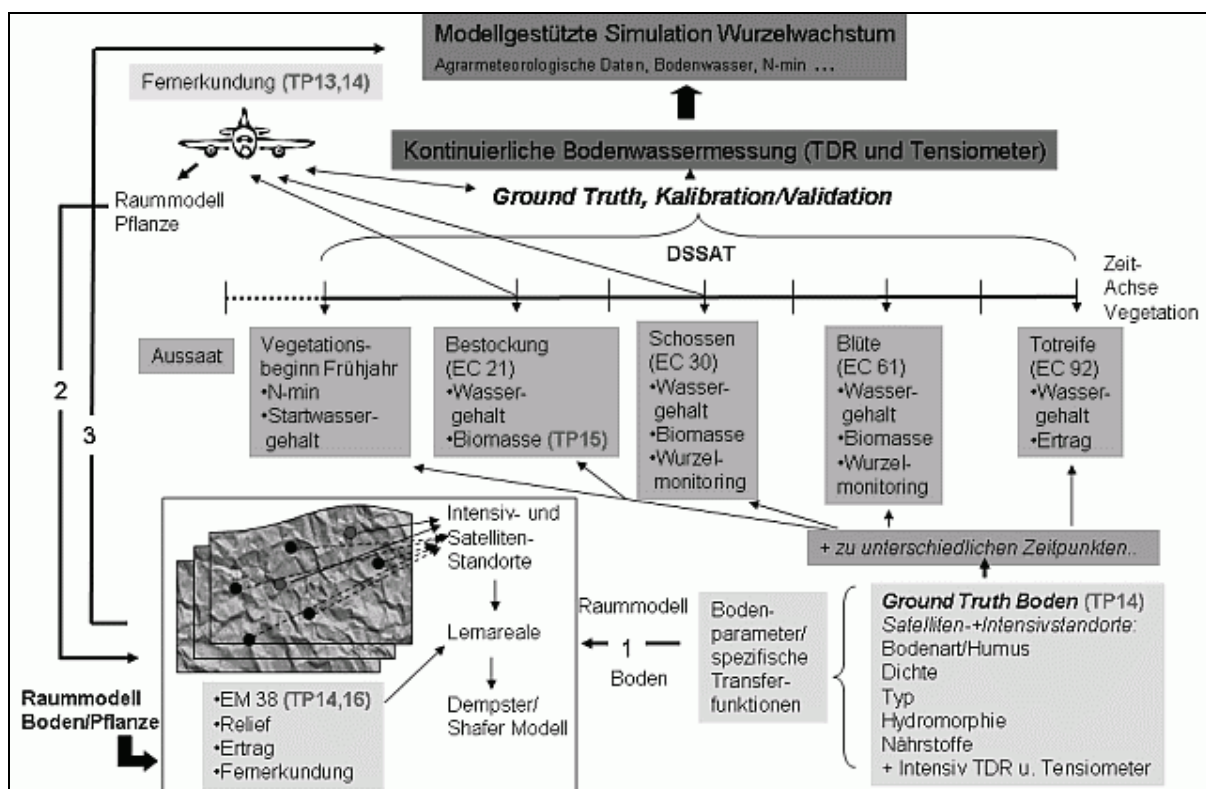 Modellgestützte Simulation Wurzelwachstum
Agrarmeteorologische Daten, Bodenwasser, N-min ...
Fernerkundung (TP13,14)
Kontinuierliche Bodenwassermessung (TDR und Tensiometer)
Raummodell
Pflanze
Ground Truth, Kalibration/Validation
DSSAT
Zeit-
Achse
Vegetation
Aussaat
Vegetations-
beginn Frühjahr
•N-min
•Startwasser-
gehalt
Bestockung
(EC 21)
•Wasser-
gehalt
•Biomasse (TP15)
Schossen
(EC 30)
•Wasser-
gehalt
•Biomasse
•Wurzel-
monitoring
Blüte
(EC 61)
•Wasser-
gehalt
•Biomasse
•Wurzel-
monitoring
Totreife
(EC 92)
•Wasser-
gehalt
•Ertrag
2
3
+ zu unterschiedlichen Zeitpunkten..
Intensiv- und
Satelliten-
Standorte
Lernareale
Dempster/
Shafer Modell
•EM 38 (TP14,16)
•Relief
•Ertrag
•Fernerkundung
Raummodell
Boden/Pflanze
Raummodell
1
Boden
Boden-
parameter/
spezifische
Transfer-
funktionen
Ground Truth Boden (TP14)
Satelliten-+Intensivstandorte:
Bodenart/Humus
Dichte
Typ
Hydromorphie
Nährstoffe
+ Intensiv TDR u. Tensiometer